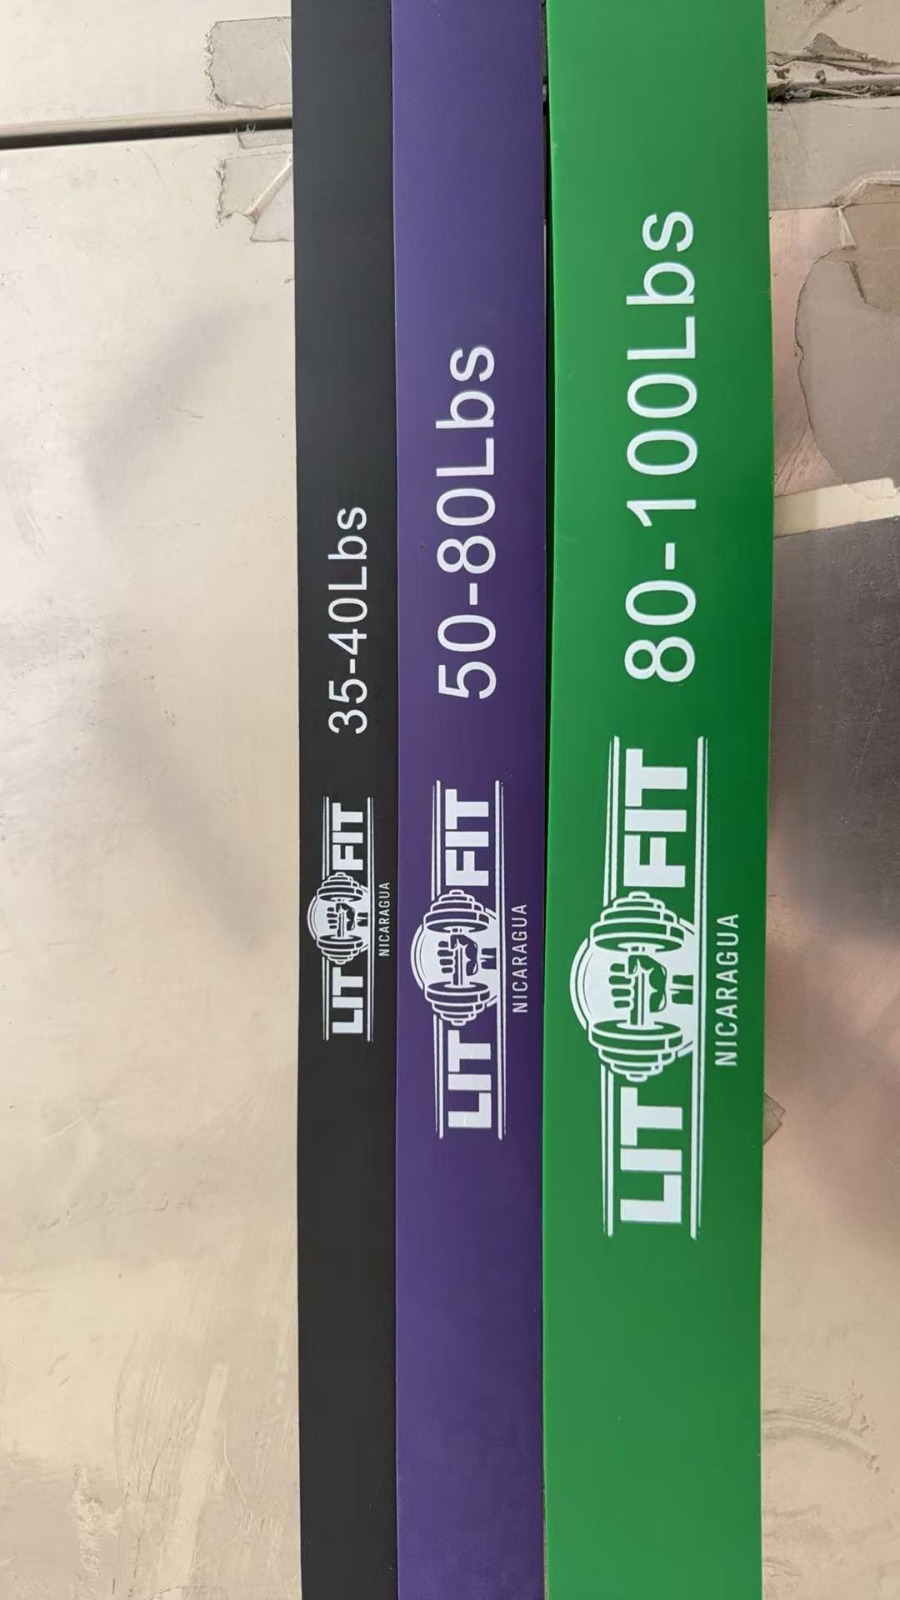 LIT FIT
NICARAGUA
35-40Lbs
LIT FIT
NICARAGUA
50-80Lbs
LIT FIT
NICARAGUA
80-100Lbs